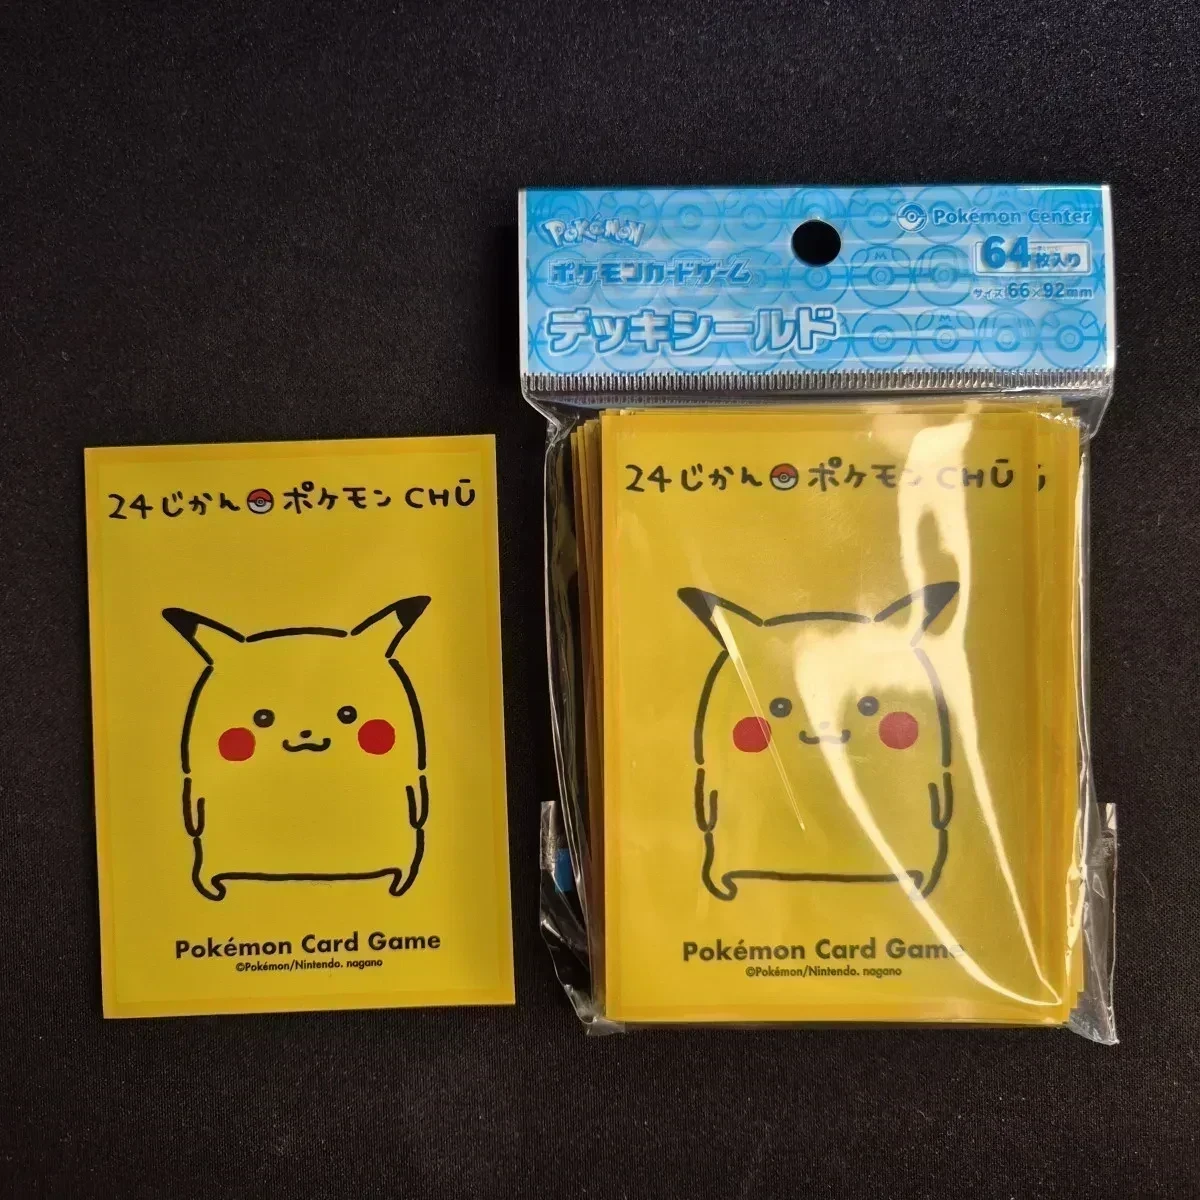 24じかん ポケモン CHŪ
Pokémon Card Game
©Pokémon/Nintendo. nagano
POKéMON
Pokémon Center
ポケモンカードゲーム
64枚入り
サイズ:66×92mm
デッキシールド
24じかん ポケモン CHŪ
Pokémon Card Game
©Pokémon/Nintendo. nagano